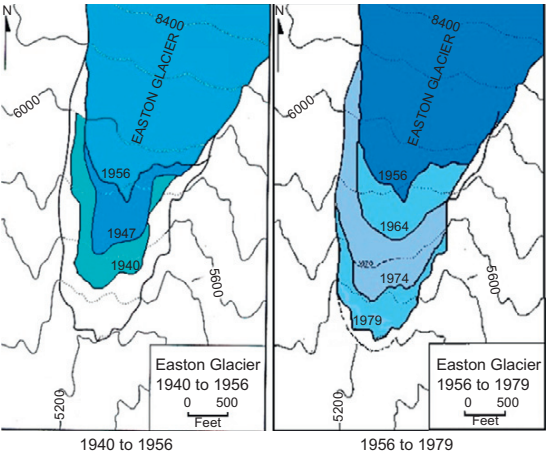 N
8400
EASTON GLACIER
6000
1956
1947
1940
5600
5200
Easton Glacier
1940 to 1956
0 500
Feet
1940 to 1956
N
8400
EASTON GLACIER
6000
1956
1964
1970
1974
1979
5600
5200
Easton Glacier
1956 to 1979
0 500
Feet
1956 to 1979